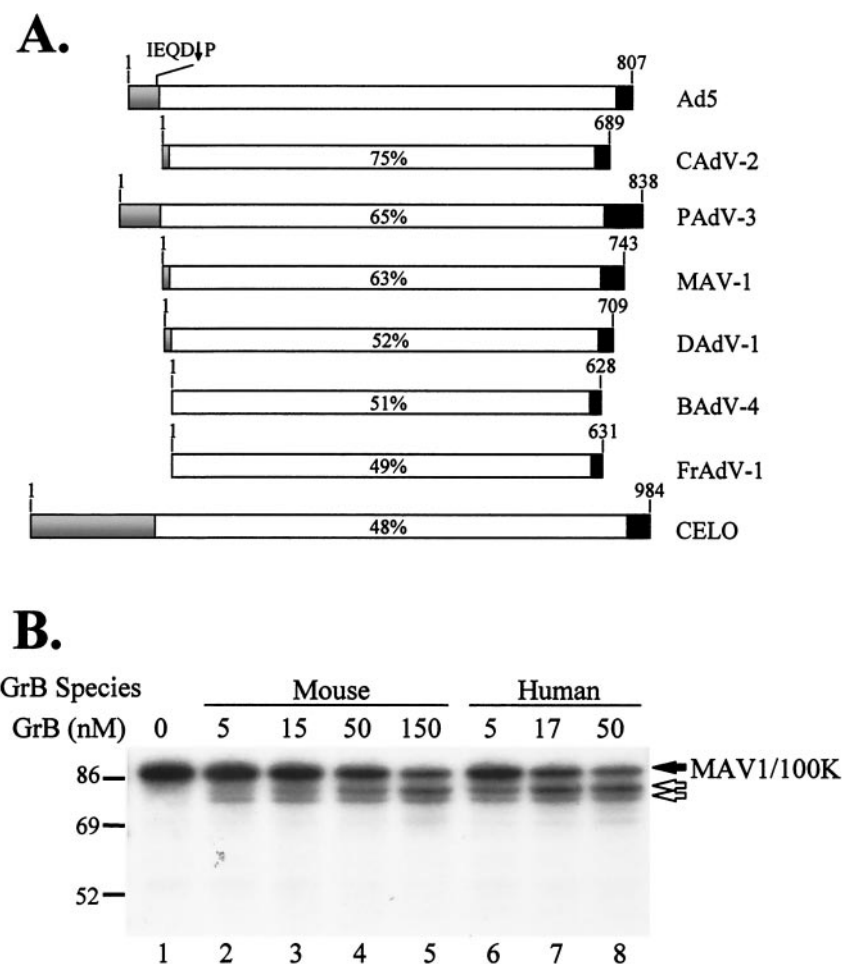 A.
IEQD↓P
1 807
Ad5
1 689
75% CAdV-2
1 838
65% PAdV-3
1 743
63% MAV-1
1 709
52% DAdV-1
1 628
51% BAdV-4
1 631
49% FrAdV-1
1 984
48% CELO
B.
GrB Species Mouse Human
GrB (nM) 0 5 15 50 150 5 17 50
86 MAV1/100K
69
52
1 2 3 4 5 6 7 8